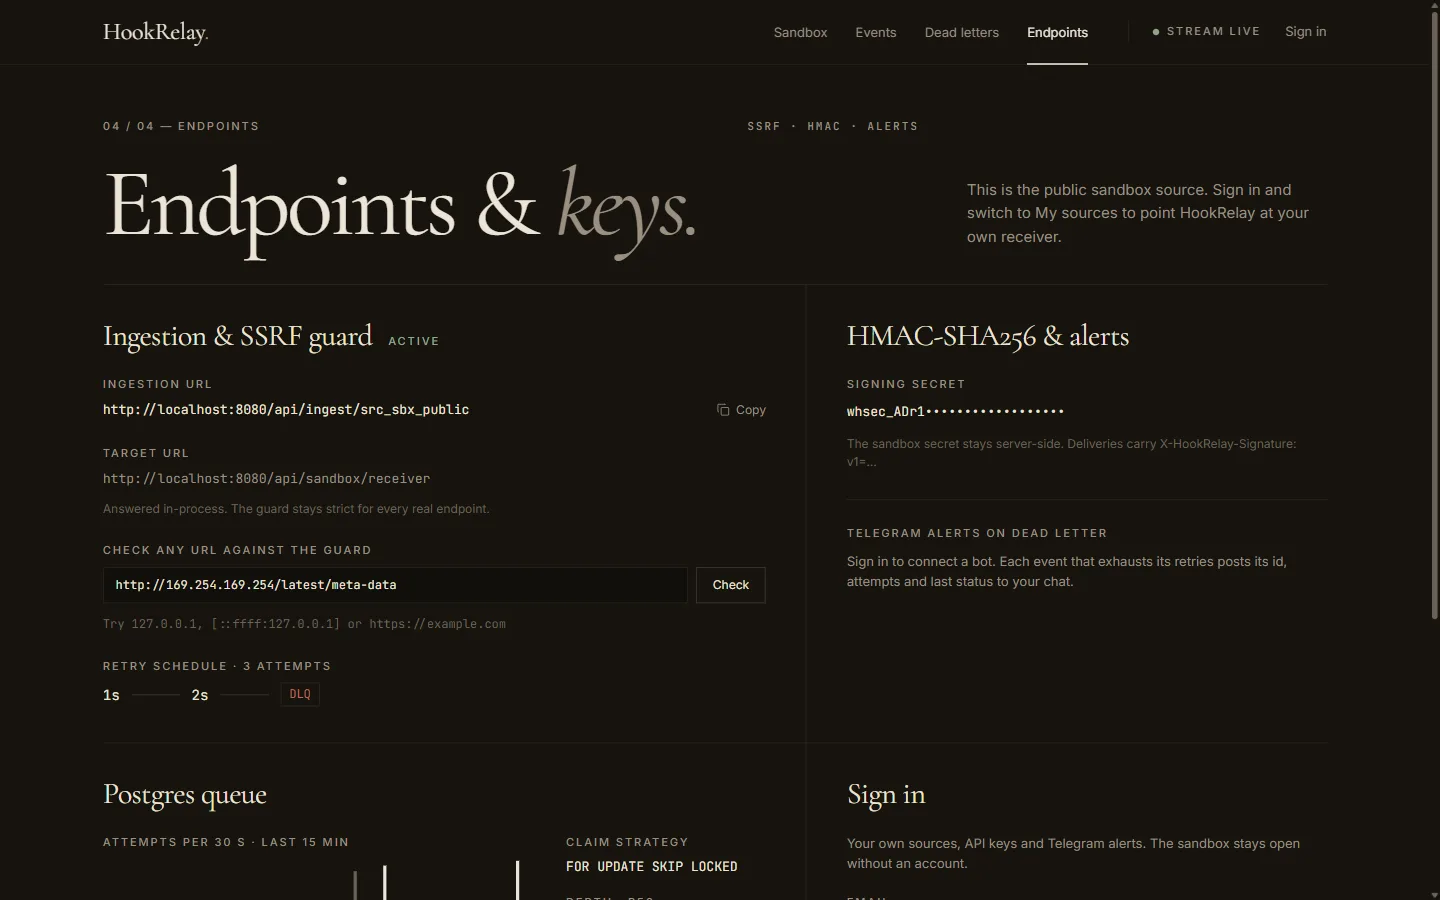 HookRelay.
Sandbox
Events
Dead letters
Endpoints
STREAM LIVE
Sign in
04 / 04 — ENDPOINTS
SSRF · HMAC · ALERTS
Endpoints & keys.
This is the public sandbox source. Sign in and
switch to My sources to point HookRelay at your
own receiver.
Ingestion & SSRF guard ACTIVE
INGESTION URL
http://localhost:8080/api/ingest/src_sbx_public
Copy
TARGET URL
http://localhost:8080/api/sandbox/receiver
Answered in-process. The guard stays strict for every real endpoint.
CHECK ANY URL AGAINST THE GUARD
http://169.254.169.254/latest/meta-data
Check
Try 127.0.0.1, [::ffff:127.0.0.1] or https://example.com
RETRY SCHEDULE · 3 ATTEMPTS
1s 2s DLQ
HMAC-SHA256 & alerts
SIGNING SECRET
whsec_ADr1••••••••••••••••••
The sandbox secret stays server-side. Deliveries carry X-HookRelay-Signature:
v1=…
TELEGRAM ALERTS ON DEAD LETTER
Sign in to connect a bot. Each event that exhausts its retries posts its id,
attempts and last status to your chat.
Postgres queue
ATTEMPTS PER 30 S · LAST 15 MIN
CLAIM STRATEGY
FOR UPDATE SKIP LOCKED
Sign in
Your own sources, API keys and Telegram alerts. The sandbox stays open
without an account.